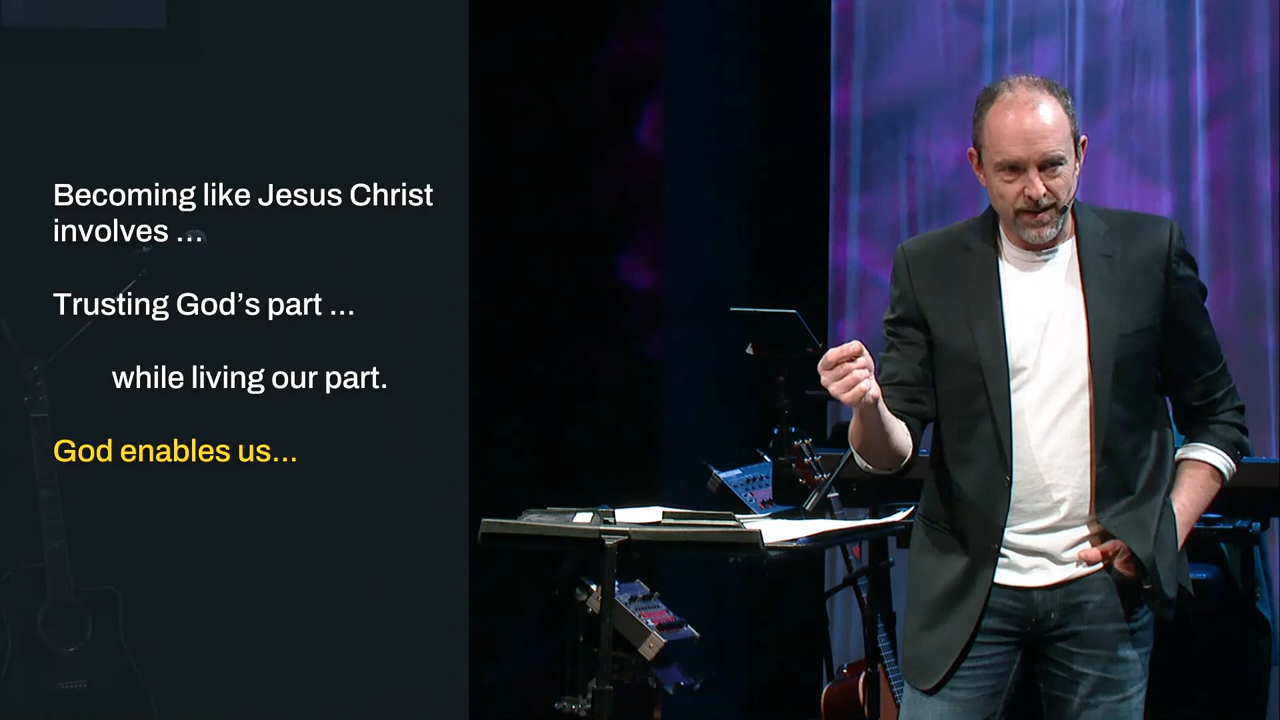 Becoming like Jesus Christ
involves ...
Trusting God’s part ...
while living our part.
God enables us...